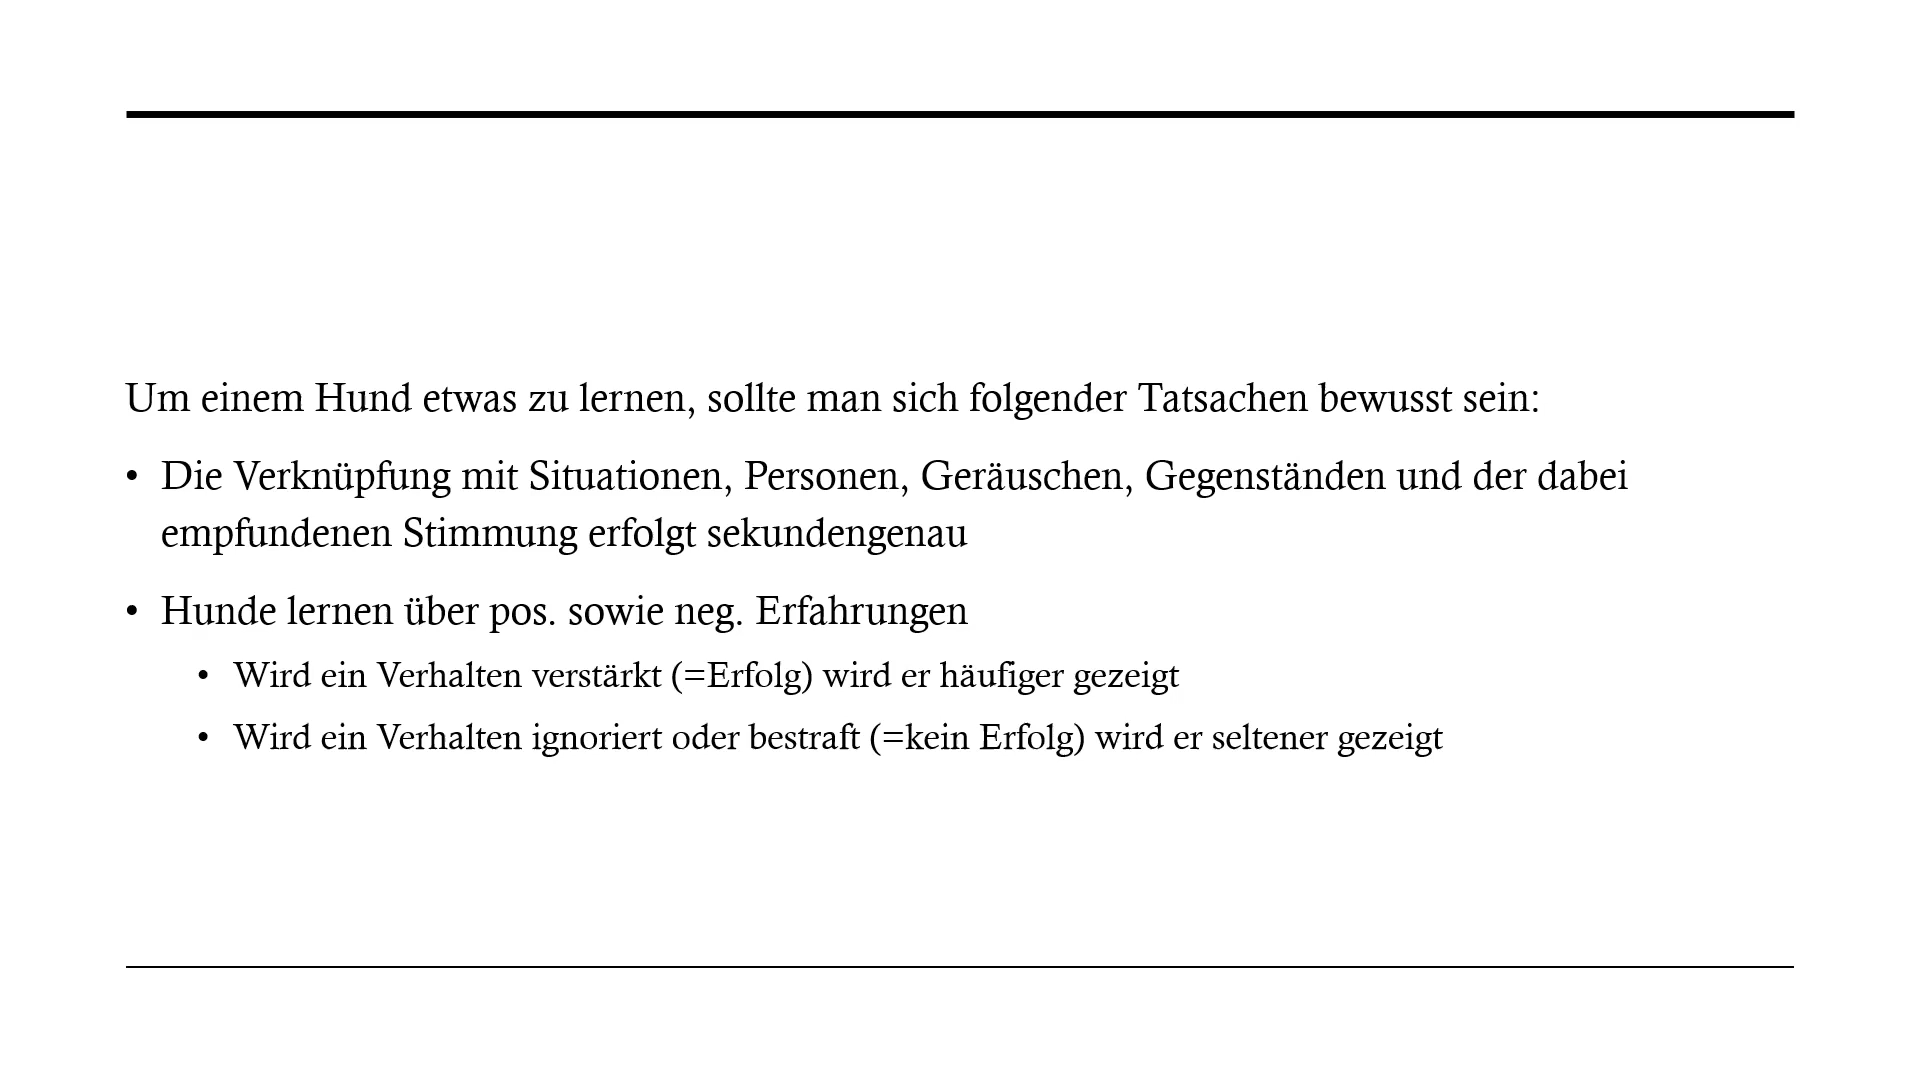 Um einem Hund etwas zu lernen, sollte man sich folgender Tatsachen bewusst sein:
• Die Verknüpfung mit Situationen, Personen, Geräuschen, Gegenständen und der dabei
empfundenen Stimmung erfolgt sekundengenau
• Hunde lernen über pos. sowie neg. Erfahrungen
• Wird ein Verhalten verstärkt (=Erfolg) wird er häufiger gezeigt
• Wird ein Verhalten ignoriert oder bestraft (=kein Erfolg) wird er seltener gezeigt